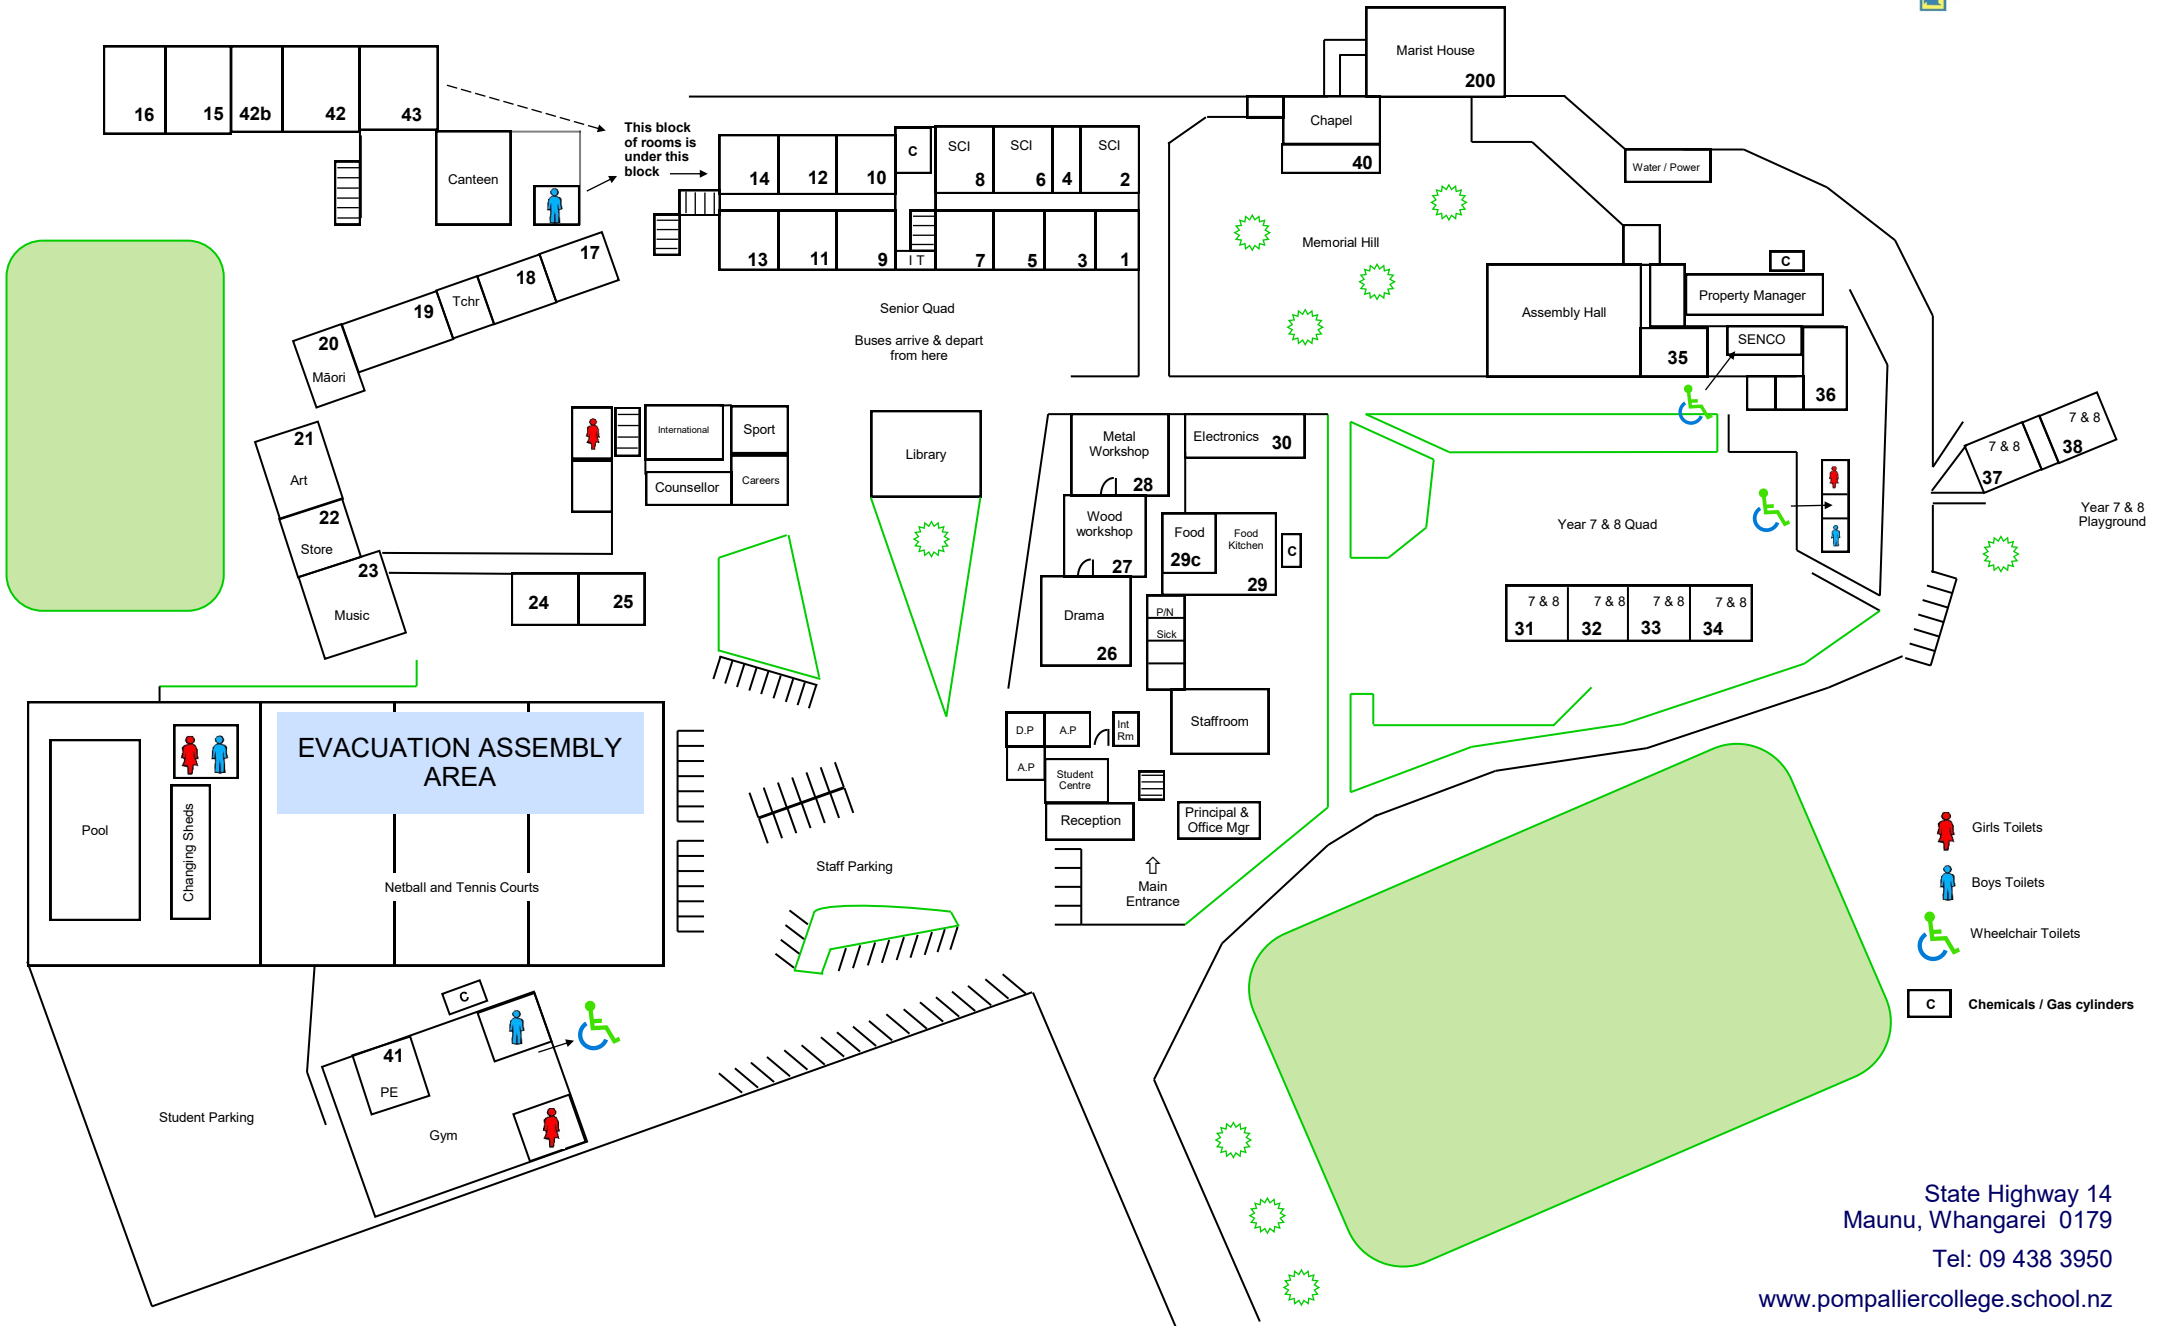 Marist House
200
16
15
42b
42
43
This block
of rooms is
under this
block
Canteen
14
12
10
C
SCI
8
SCI
6
4
SCI
2
13
11
9
I T
7
5
3
1
Chapel
40
Water / Power
Memorial Hill
Assembly Hall
C
Property Manager
SENCO
35
36
17
18
Tchr
19
20
Māori
Senior Quad
Buses arrive & depart
from here
21
Art
22
Store
23
Music
24
25
International
Sport
Counsellor
Careers
Library
Metal
Workshop
28
Electronics
30
Wood
workshop
27
Food
29c
Food
Kitchen
29
C
Drama
26
P/N
Sick
Staffroom
D.P
A.P
Int
Rm
A.P
Student
Centre
Reception
Principal &
Office Mgr
Main
Entrance
Year 7 & 8 Quad
7 & 8
31
7 & 8
32
7 & 8
33
7 & 8
34
7 & 8
37
7 & 8
38
Year 7 & 8
Playground
EVACUATION ASSEMBLY
AREA
Pool
Changing Sheds
Netball and Tennis Courts
Staff Parking
C
41
PE
Gym
Student Parking
Girls Toilets
Boys Toilets
Wheelchair Toilets
C
Chemicals / Gas cylinders
State Highway 14
Maunu, Whangarei 0179
Tel: 09 438 3950
www.pompalliercollege.school.nz